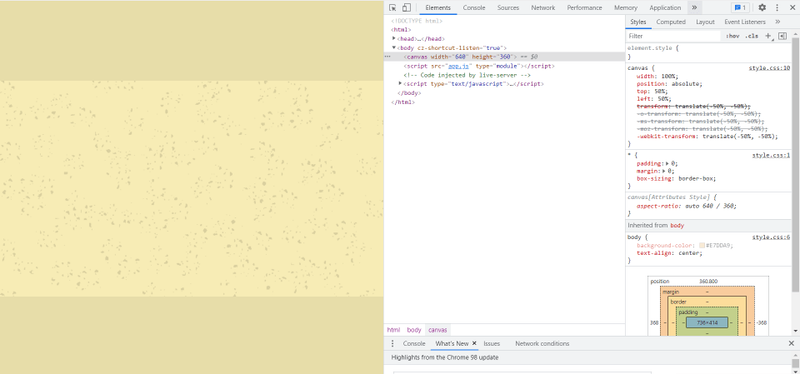 Elements Console Sources Network Performance Memory Application » 1
<!DOCTYPE html>
<html>
<head>…</head>
<body cz-shortcut-listen="true">
<canvas width="640" height="360"> == $0
<script src="app.js" type="module"></script>
<!-- Code injected by live-server -->
<script type="text/javascript">…</script>
</body>
</html>
html body canvas
Styles Computed Layout Event Listeners »
Filter :hov .cls +
element.style {
}
canvas { style.css:10
width: 100%;
position: absolute;
top: 50%;
left: 50%;
transform: translate(-50%, -50%);
-o-transform: translate(-50%, -50%);
-ms-transform: translate(-50%, -50%);
-moz-transform: translate(-50%, -50%);
-webkit-transform: translate(-50%, -50%);
}
* { style.css:1
padding: 0;
margin: 0;
box-sizing: border-box;
}
canvas[Attributes Style] {
aspect-ratio: auto 640 / 360;
}
Inherited from body
body { style.css:6
background-color: #E7DDA9;
text-align: center;
}
position 360.800
margin –
border –
padding –
368 – – – 738×414 – – – -368
–
Console What's New Issues Network conditions
Highlights from the Chrome 98 update